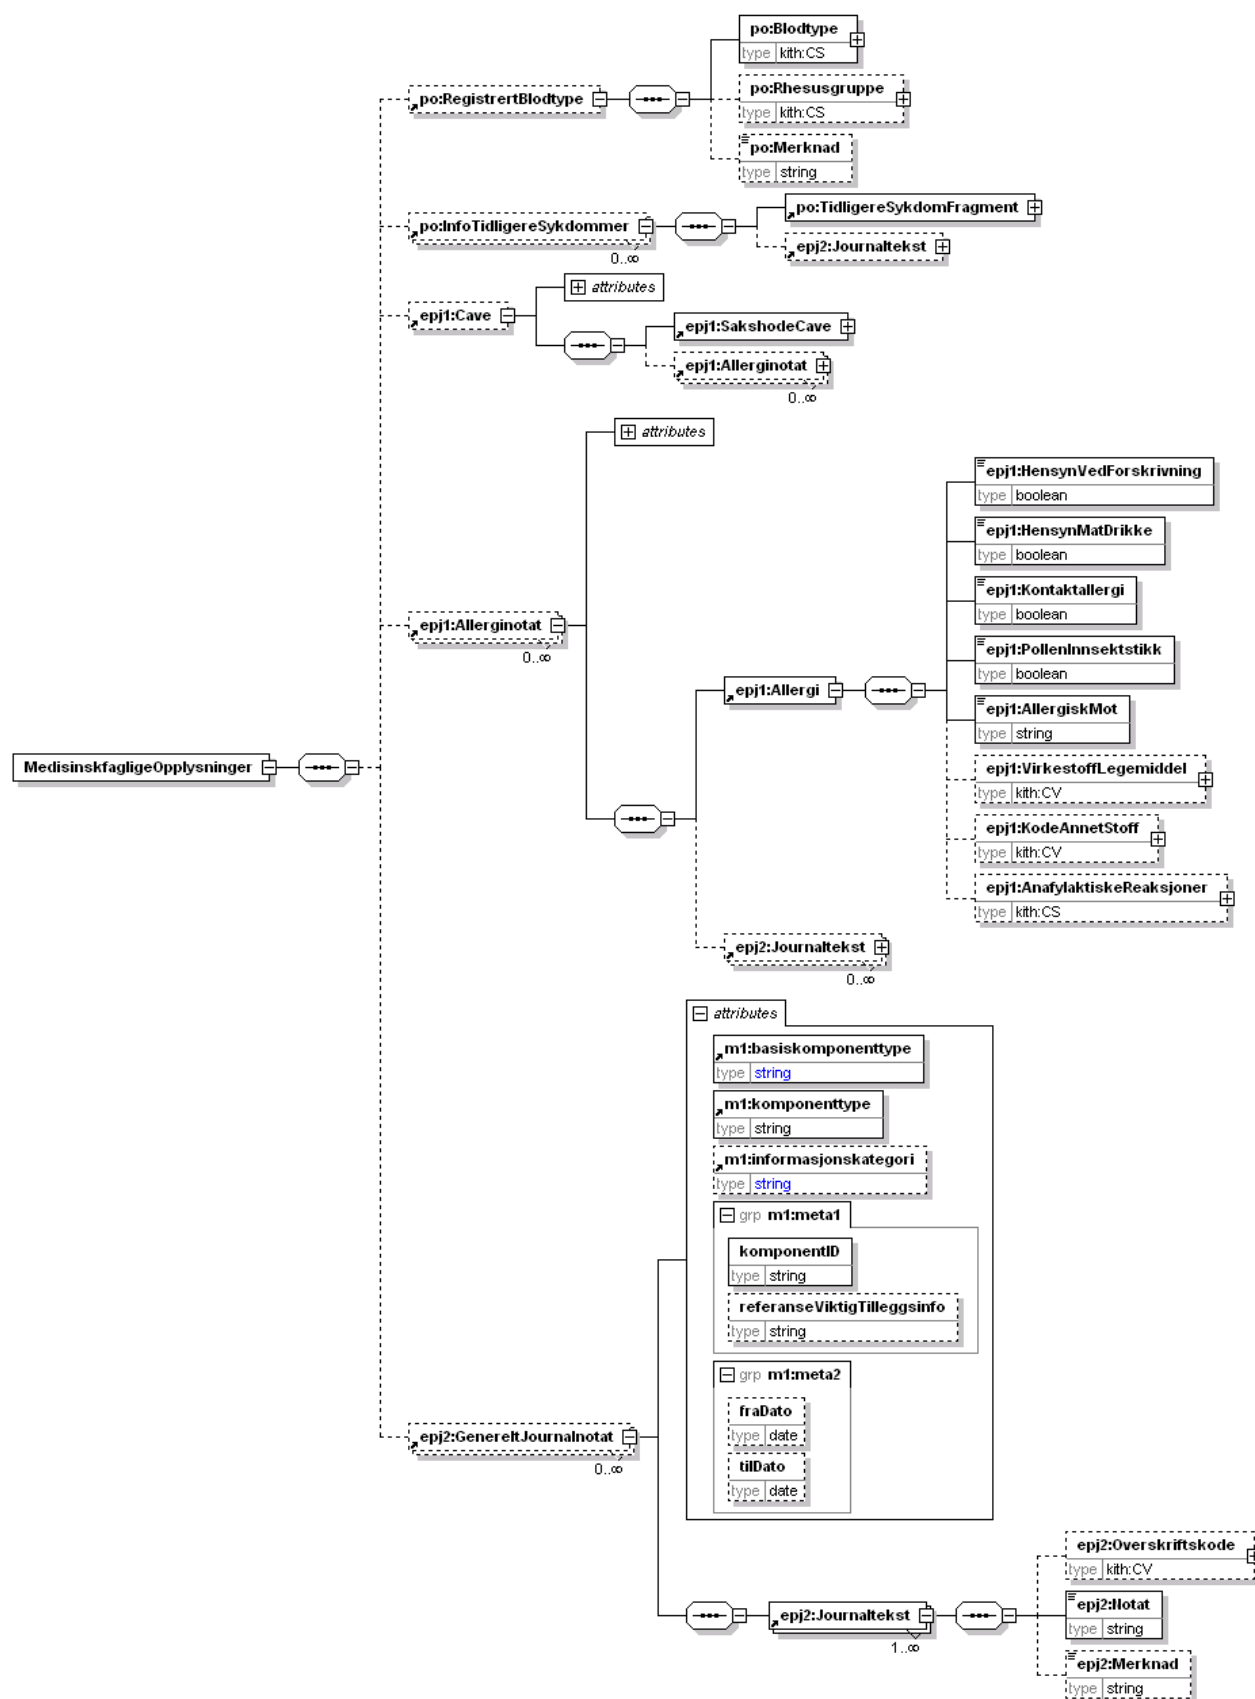 po:Blodtype
type kith:CS
po:RegistrertBlodtype
po:Rhesusgruppe
type kith:CS
po:Merknad
type string
po:InfoTidligereSykdommer
0..∞
po:TidligereSykdomFragment
epj2:Journaltekst
epj1:Cave
attributes
epj1:SakshodeCave
epj1:Allerginotat
0..∞
attributes
epj1:HensynVedForskrivning
type boolean
epj1:HensynMatDrikke
type boolean
epj1:Kontaktallergi
type boolean
epj1:Allerginotat
0..∞
epj1:PollenInnsektstikk
type boolean
epj1:Allergi
epj1:AllergiskMot
type string
MedisinskfagligeOpplysninger
epj1:VirkestoffLegemiddel
type kith:CV
epj1:KodeAnnetStoff
type kith:CV
epj1:AnafylaktiskeReaksjoner
type kith:CS
epj2:Journaltekst
0..∞
attributes
m1:basiskomponenttype
type string
m1:komponenttype
type string
m1:informasjonskategori
type string
grp m1:meta1
komponentID
type string
referanseViktigTilleggsinfo
type string
grp m1:meta2
fraDato
type date
epj2:GenereltJournalnotat
0..∞
tilDato
type date
epj2:Overskriftskode
type kith:CV
epj2:Journaltekst
1..∞
epj2:Notat
type string
epj2:Merknad
type string